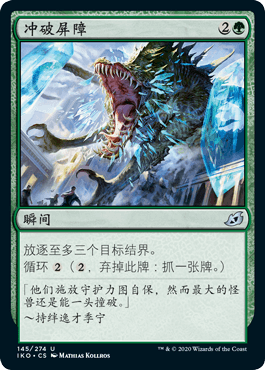 冲破屏障 2
瞬间
放逐至多三个目标结界。
循环 2(2,弃掉此牌:抓一张牌。)
「他们施放守护力图自保,然而最大的怪
兽还是能一头撞破。」
～持绊逸才李宁
145/274 U
IKO • CS MATHIAS KOLLROS
™ & © 2020 Wizards of the Coast